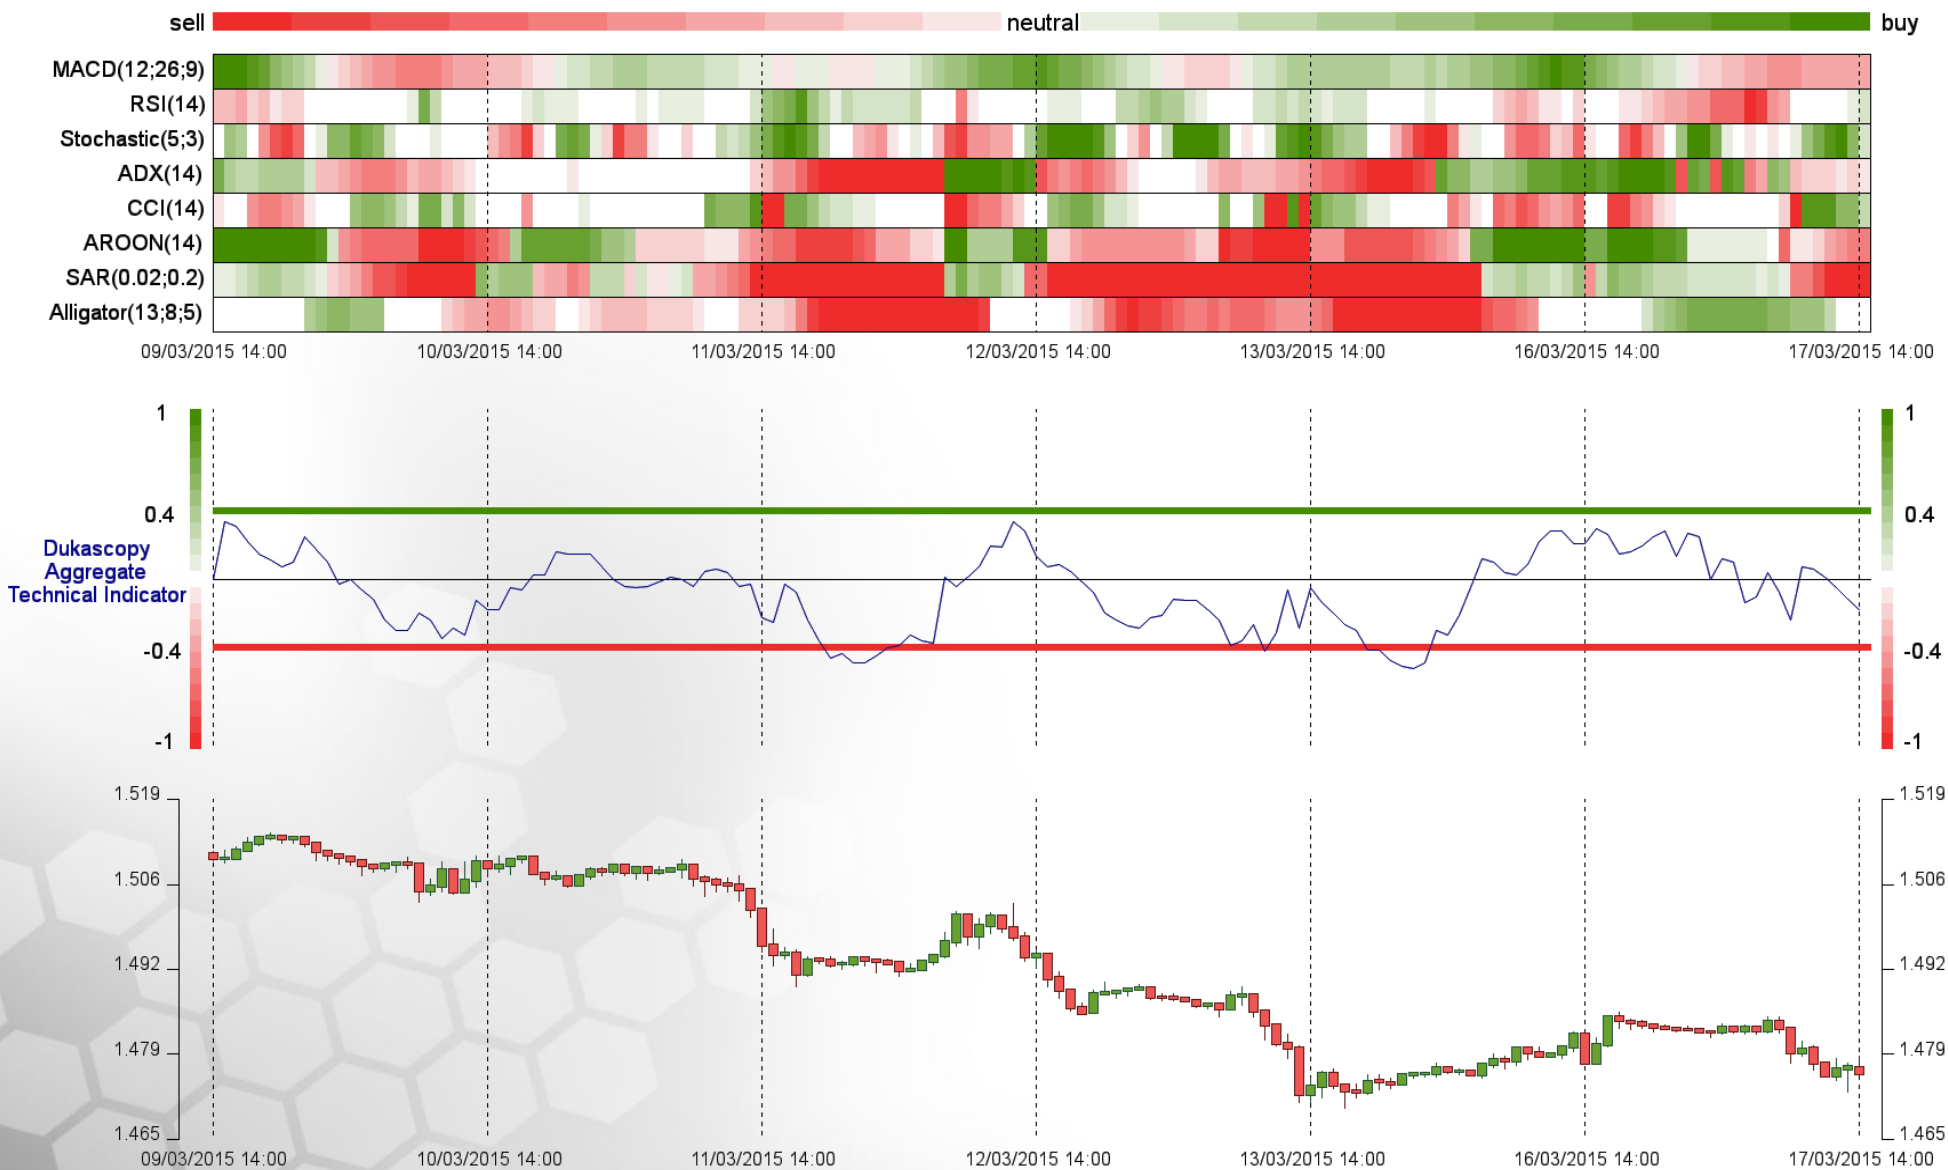 sell neutral buy
MACD(12;26;9)
RSI(14)
Stochastic(5;3)
ADX(14)
CCI(14)
AROON(14)
SAR(0.02;0.2)
Alligator(13;8;5)
09/03/2015 14:00 10/03/2015 14:00 11/03/2015 14:00 12/03/2015 14:00 13/03/2015 14:00 16/03/2015 14:00 17/03/2015 14:00
1 1
0.4 0.4
Dukascopy
Aggregate
Technical Indicator
-0.4 -0.4
-1 -1
1.519 1.519
1.506 1.506
1.492 1.492
1.479 1.479
1.465 1.465
09/03/2015 14:00 10/03/2015 14:00 11/03/2015 14:00 12/03/2015 14:00 13/03/2015 14:00 16/03/2015 14:00 17/03/2015 14:00